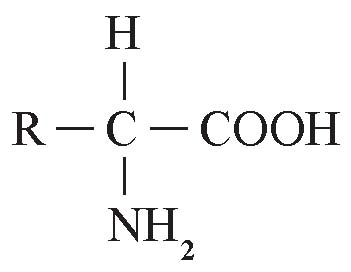 H
R — C — COOH
NH₂